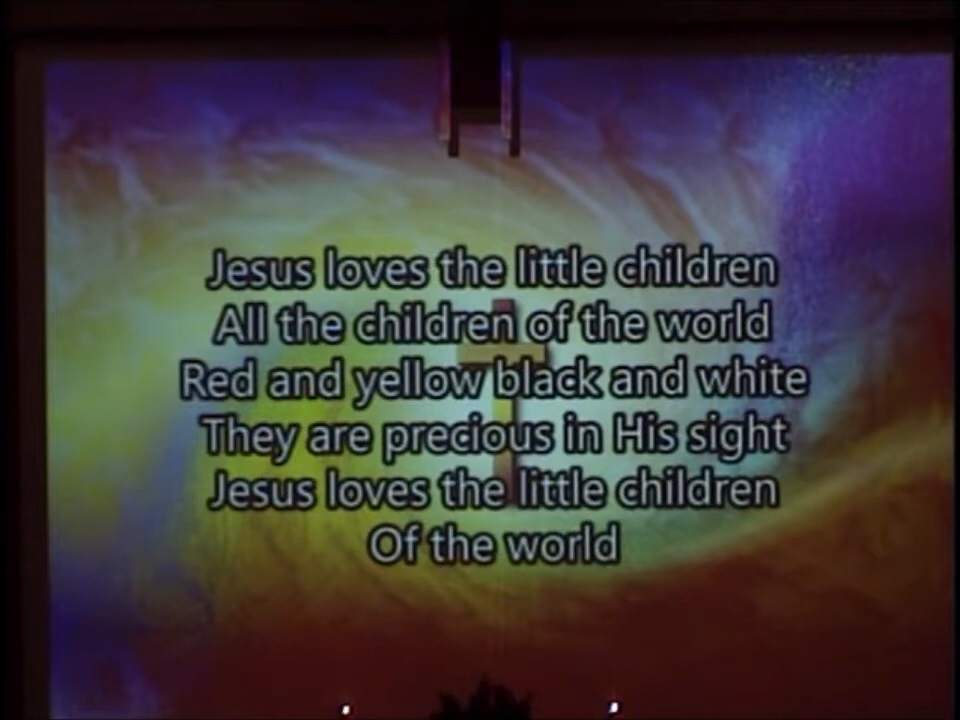 Jesus loves the little children
All the children of the world
Red and yellow black and white
They are precious in His sight
Jesus loves the little children
Of the world